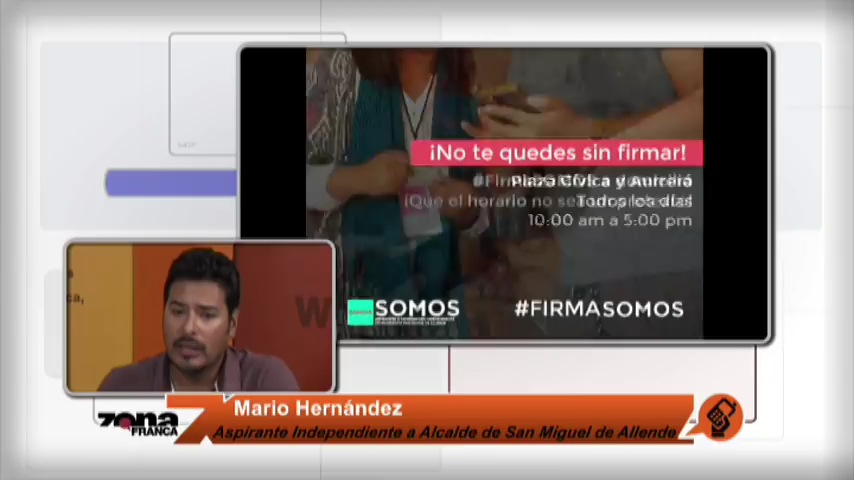 ¡No te quedes sin firmar!
Plaza Cívica y Aurrerá
Todos los días
10:00 am a 5:00 pm
SOMOS
#FIRMASOMOS
Mario Hernández
zona
FRANCA
Aspirante Independiente a Alcalde de San Miguel de Allende